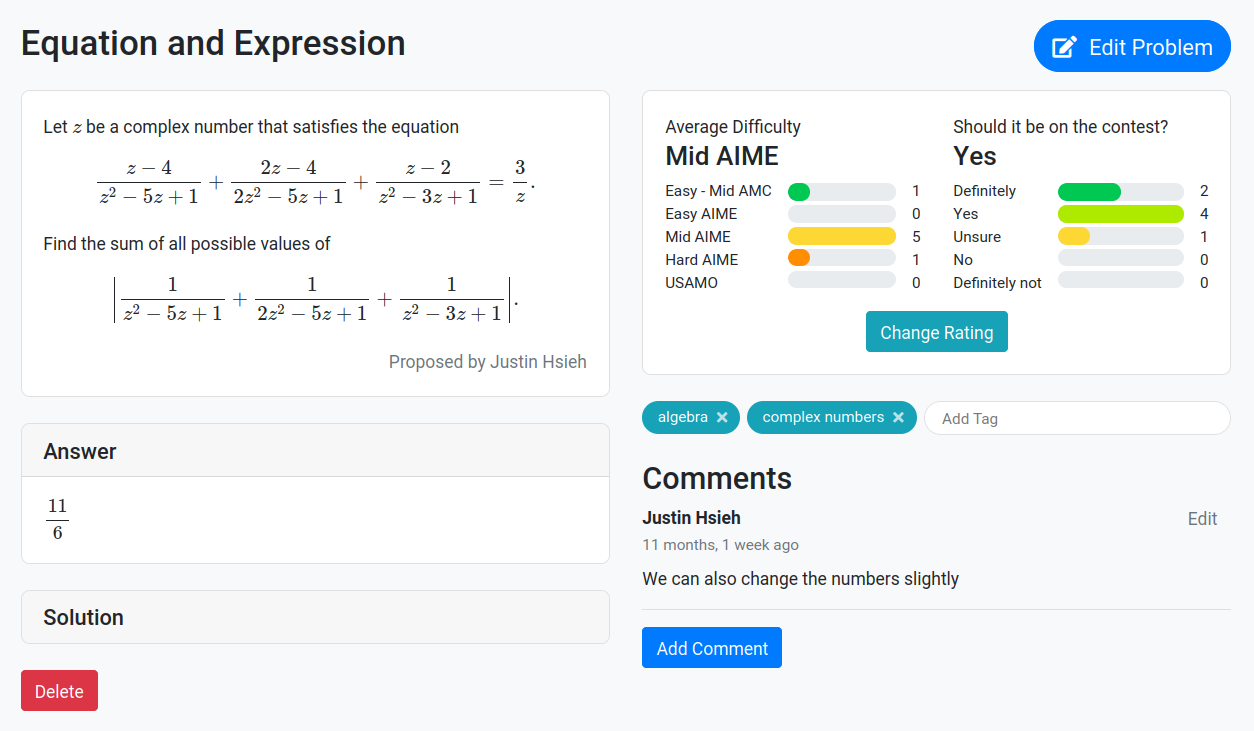 Equation and Expression
Edit Problem
Let z be a complex number that satisfies the equation
\frac{z-4}{z^2-5z+1} + \frac{2z-4}{2z^2-5z+1} + \frac{z-2}{z^2-3z+1} = \frac{3}{z}.
Find the sum of all possible values of
\left|\frac{1}{z^2-5z+1} + \frac{1}{2z^2-5z+1} + \frac{1}{z^2-3z+1}\right|.
Proposed by Justin Hsieh
Answer
\frac{11}{6}
Solution
Delete
Average Difficulty
Mid AIME
Easy - Mid AMC 1
Easy AIME 0
Mid AIME 5
Hard AIME 1
USAMO 0
Should it be on the contest?
Yes
Definitely 2
Yes 4
Unsure 1
No 0
Definitely not 0
Change Rating
algebra × complex numbers × Add Tag
Comments
Justin Hsieh Edit
11 months, 1 week ago
We can also change the numbers slightly
Add Comment